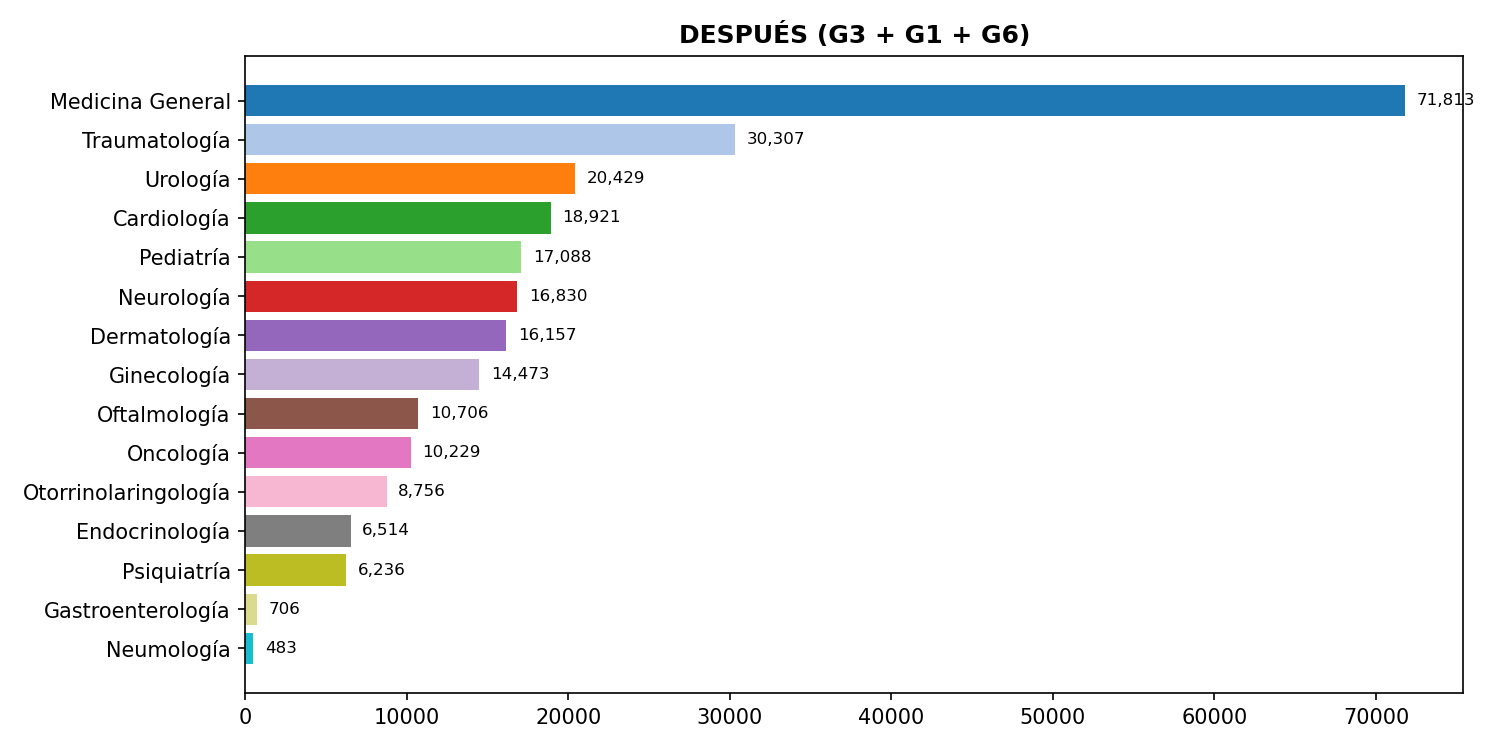 DESPUÉS (G3 + G1 + G6)
Medicina General 71,813
Traumatología 30,307
Urología 20,429
Cardiología 18,921
Pediatría 17,088
Neurología 16,830
Dermatología 16,157
Ginecología 14,473
Oftalmología 10,706
Oncología 10,229
Otorrinolaringología 8,756
Endocrinología 6,514
Psiquiatría 6,236
Gastroenterología 706
Neumología 483
0 10000 20000 30000 40000 50000 60000 70000